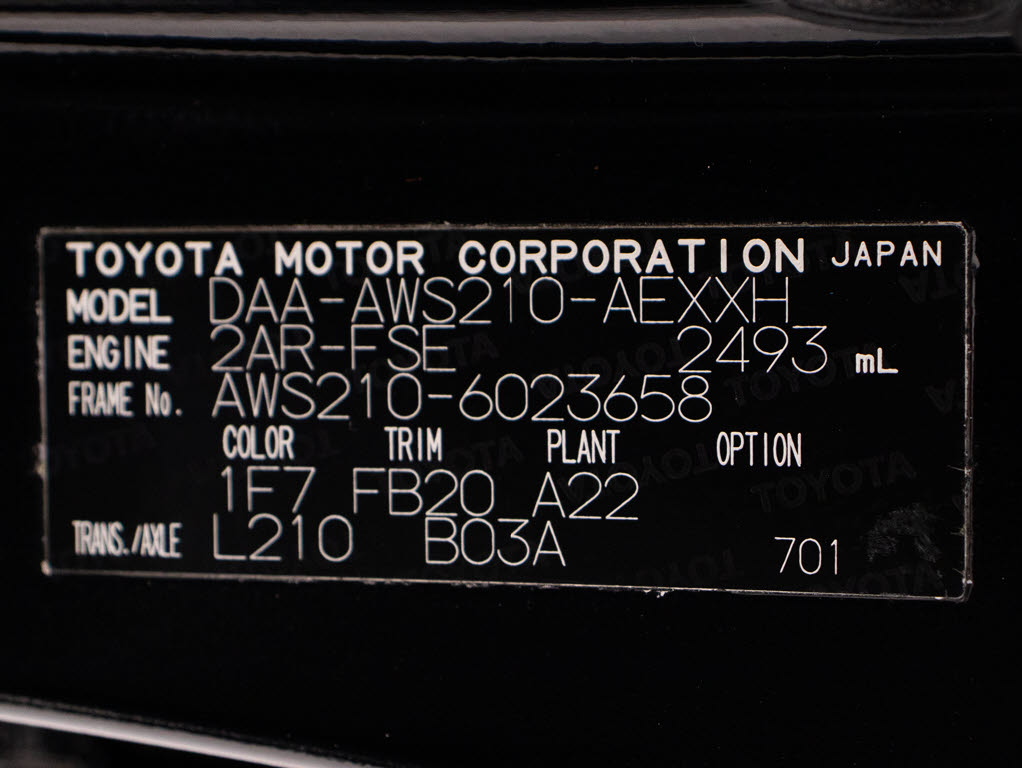 TOYOTA MOTOR CORPORATION JAPAN
MODEL DAA-AWS210-AEXXH
ENGINE 2AR-FSE 2493 mL
FRAME No. AWS210-6023658
COLOR TRIM PLANT OPTION
1F7 FB20 A22
TRANS./AXLE L210 B03A 701